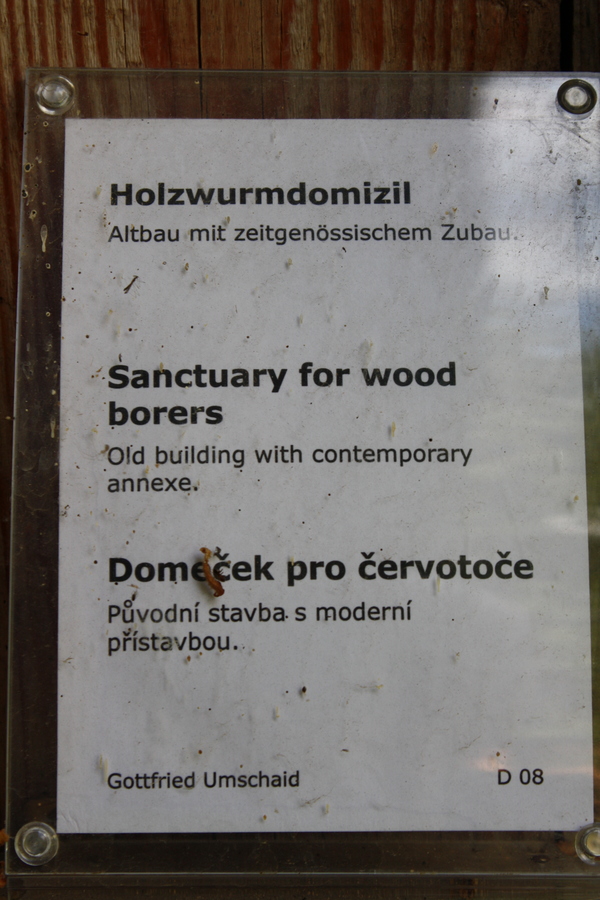 Holzwurmdomizil
Altbau mit zeitgenössischem Zubau.
Sanctuary for wood
borers
Old building with contemporary
annexe.
Domeček pro červotoče
Původní stavba s moderní
přístavbou.
Gottfried Umschaid
D 08